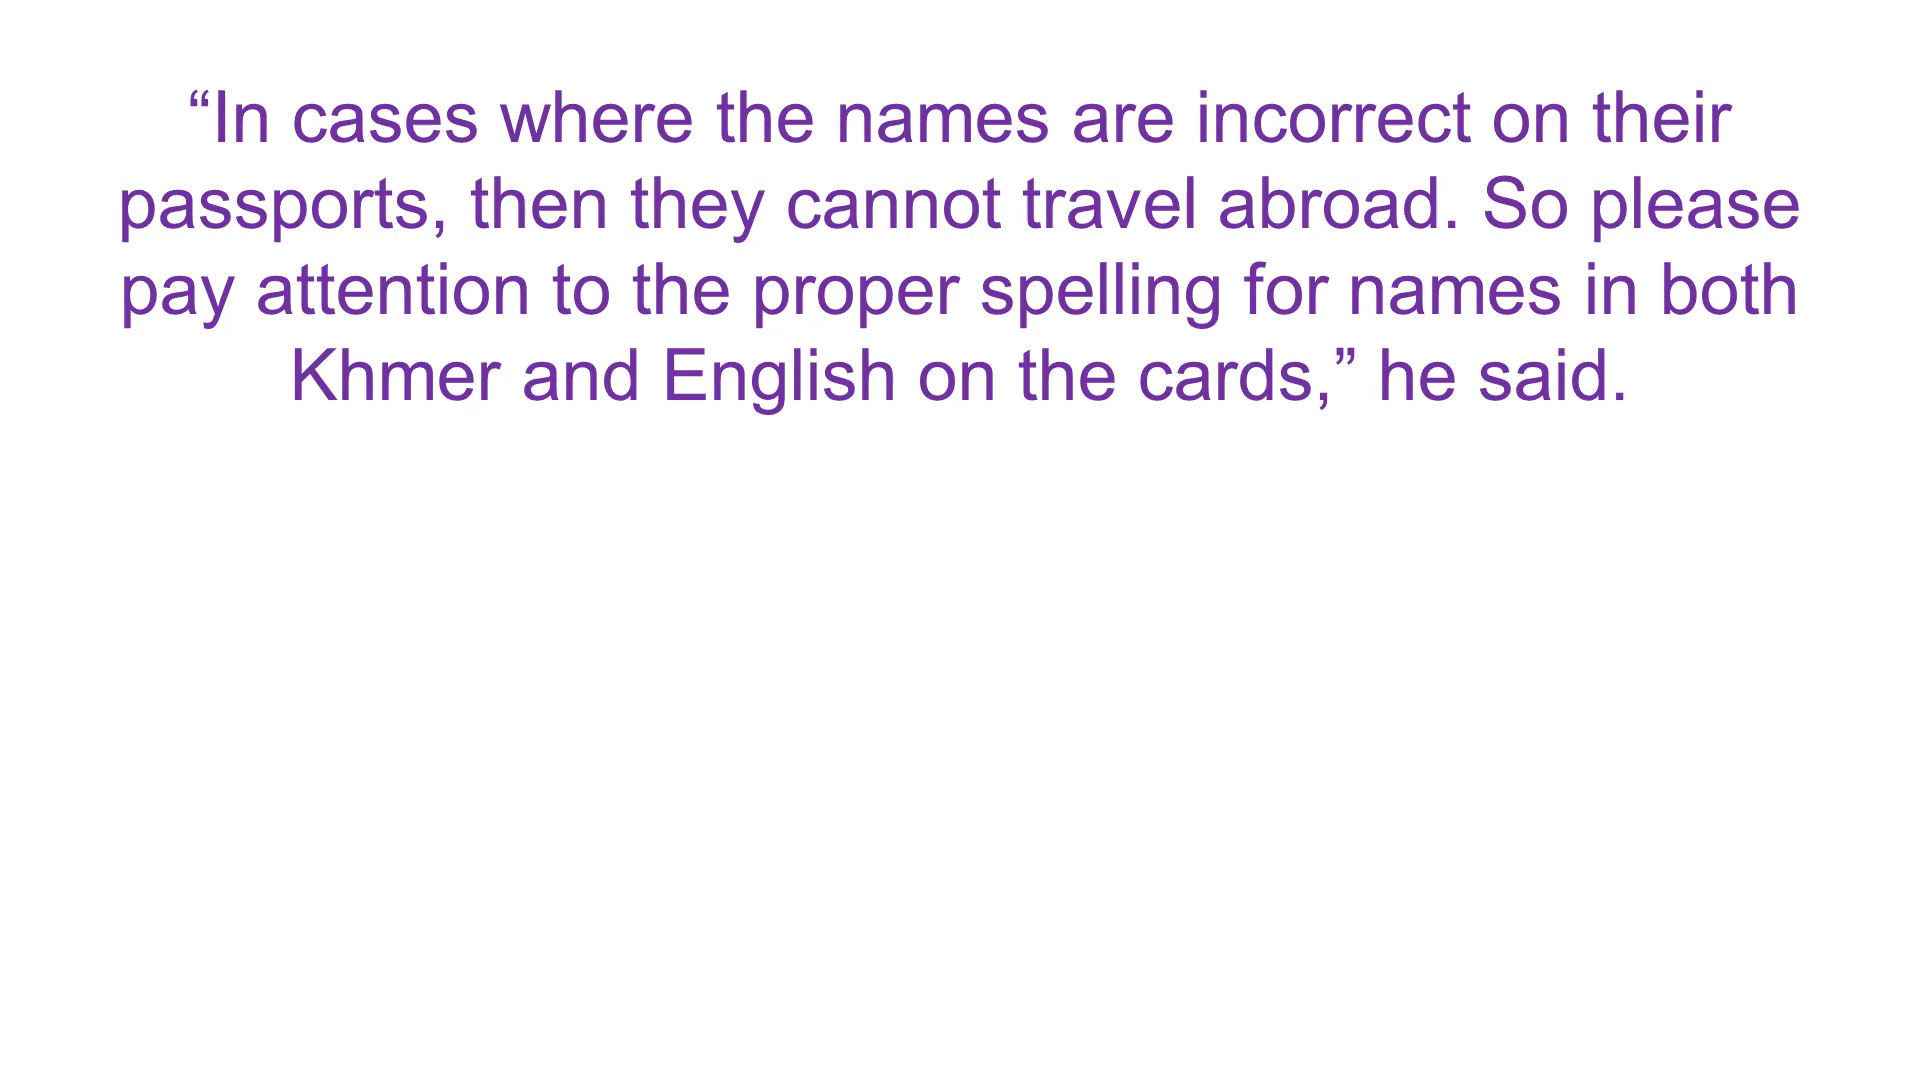 “In cases where the names are incorrect on their
passports, then they cannot travel abroad. So please
pay attention to the proper spelling for names in both
Khmer and English on the cards,” he said.